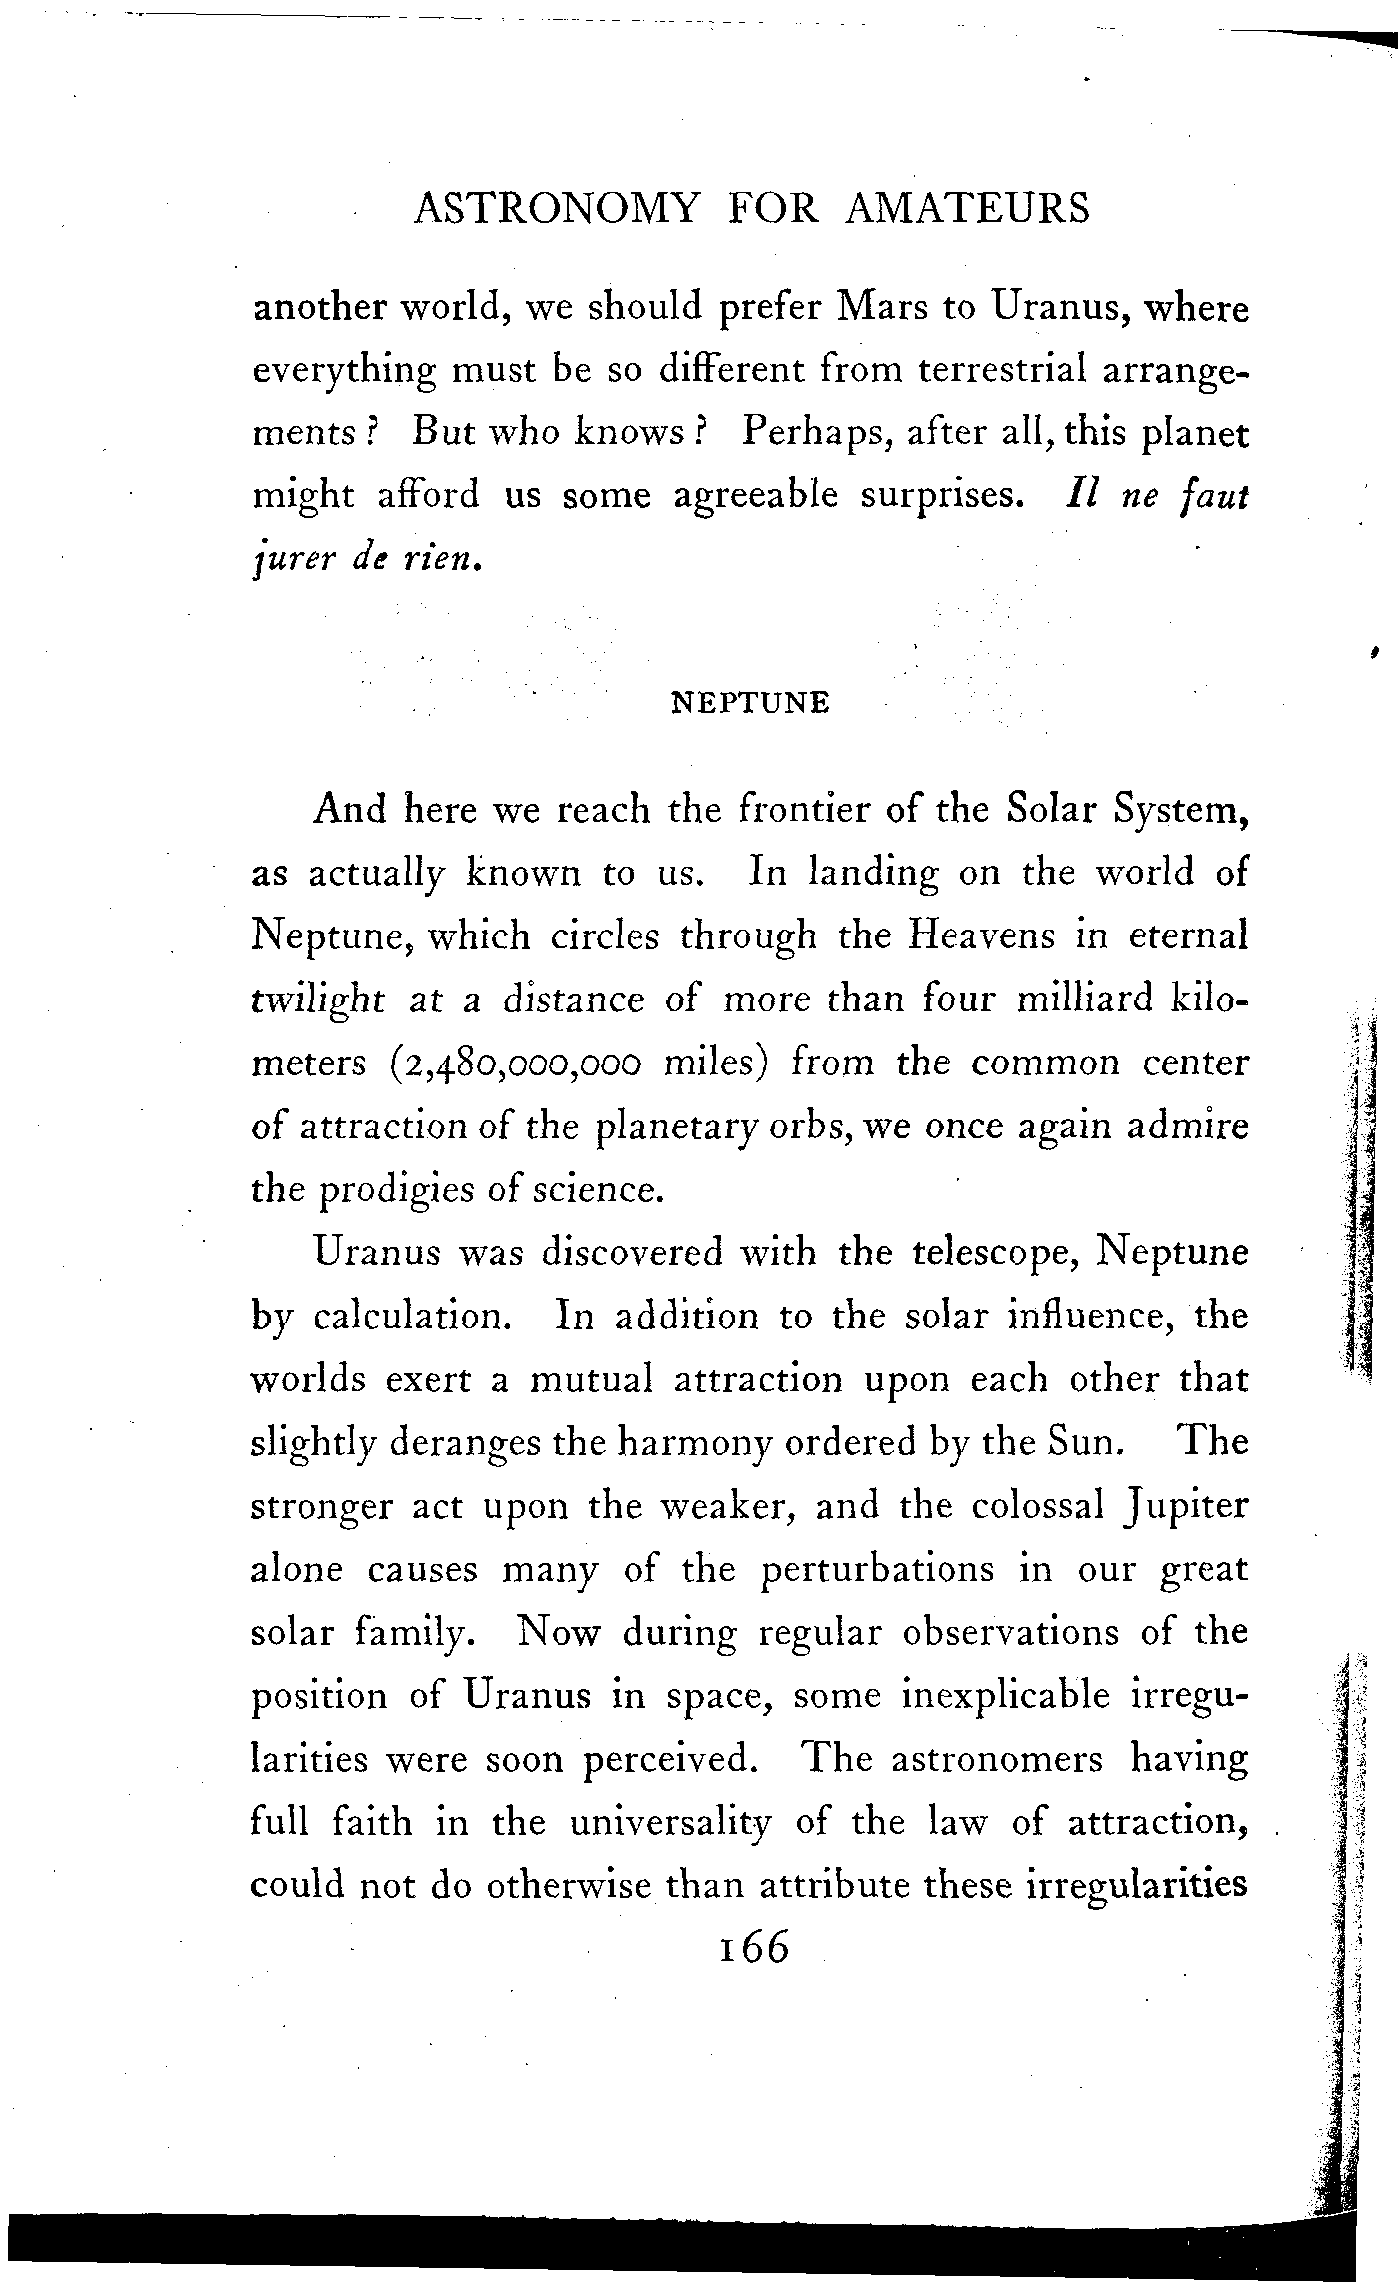 ASTRONOMY FOR AMATEURS
another world, we should prefer Mars to Uranus, where
everything must be so different from terrestrial arrange-
ments? But who knows? Perhaps, after all, this planet
might afford us some agreeable surprises. Il ne faut
jurer de rien.
NEPTUNE
And here we reach the frontier of the Solar System,
as actually known to us. In landing on the world of
Neptune, which circles through the Heavens in eternal
twilight at a distance of more than four milliard kilo-
meters (2,480,000,000 miles) from the common center
of attraction of the planetary orbs, we once again admire
the prodigies of science.
Uranus was discovered with the telescope, Neptune
by calculation. In addition to the solar influence, the
worlds exert a mutual attraction upon each other that
slightly deranges the harmony ordered by the Sun. The
stronger act upon the weaker, and the colossal Jupiter
alone causes many of the perturbations in our great
solar family. Now during regular observations of the
position of Uranus in space, some inexplicable irregu-
larities were soon perceived. The astronomers having
full faith in the universality of the law of attraction,
could not do otherwise than attribute these irregularities
166